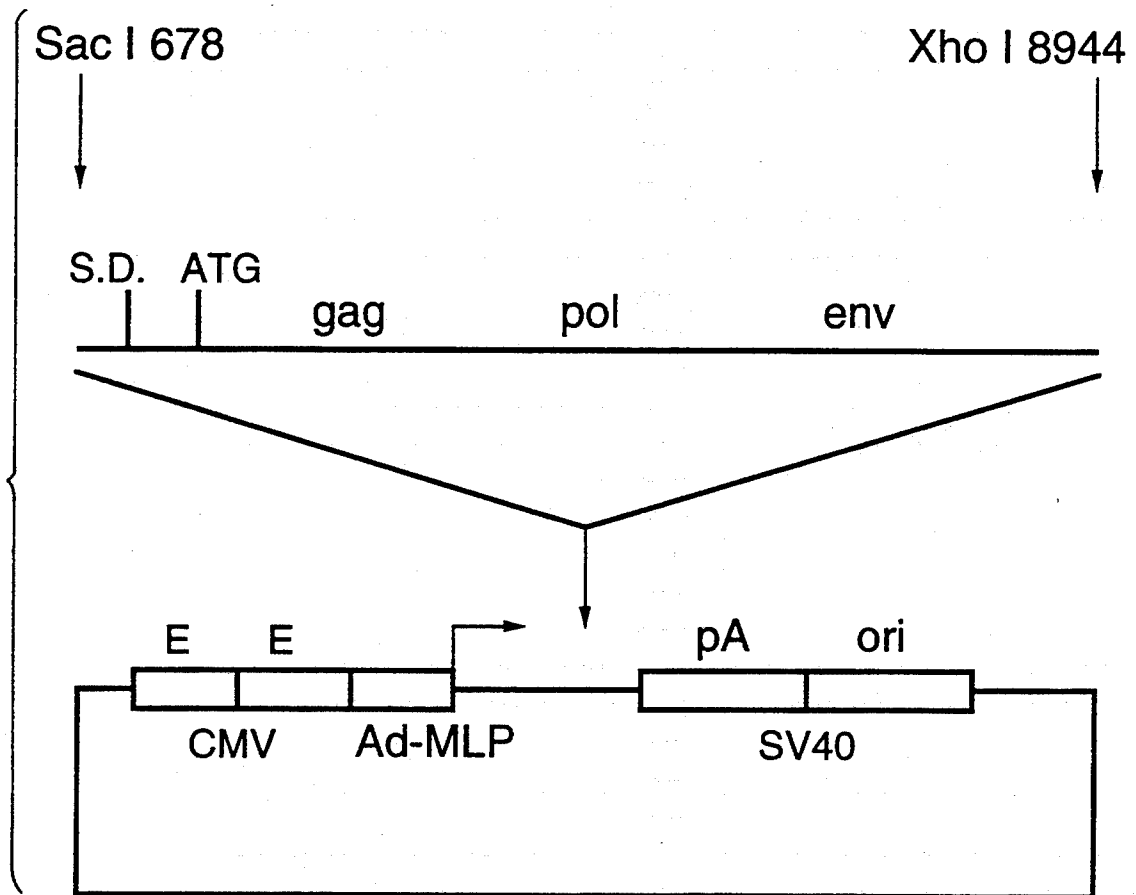 Sac I 678 Xho I 8944
S.D. ATG gag pol env
E E pA ori
CMV Ad-MLP SV40